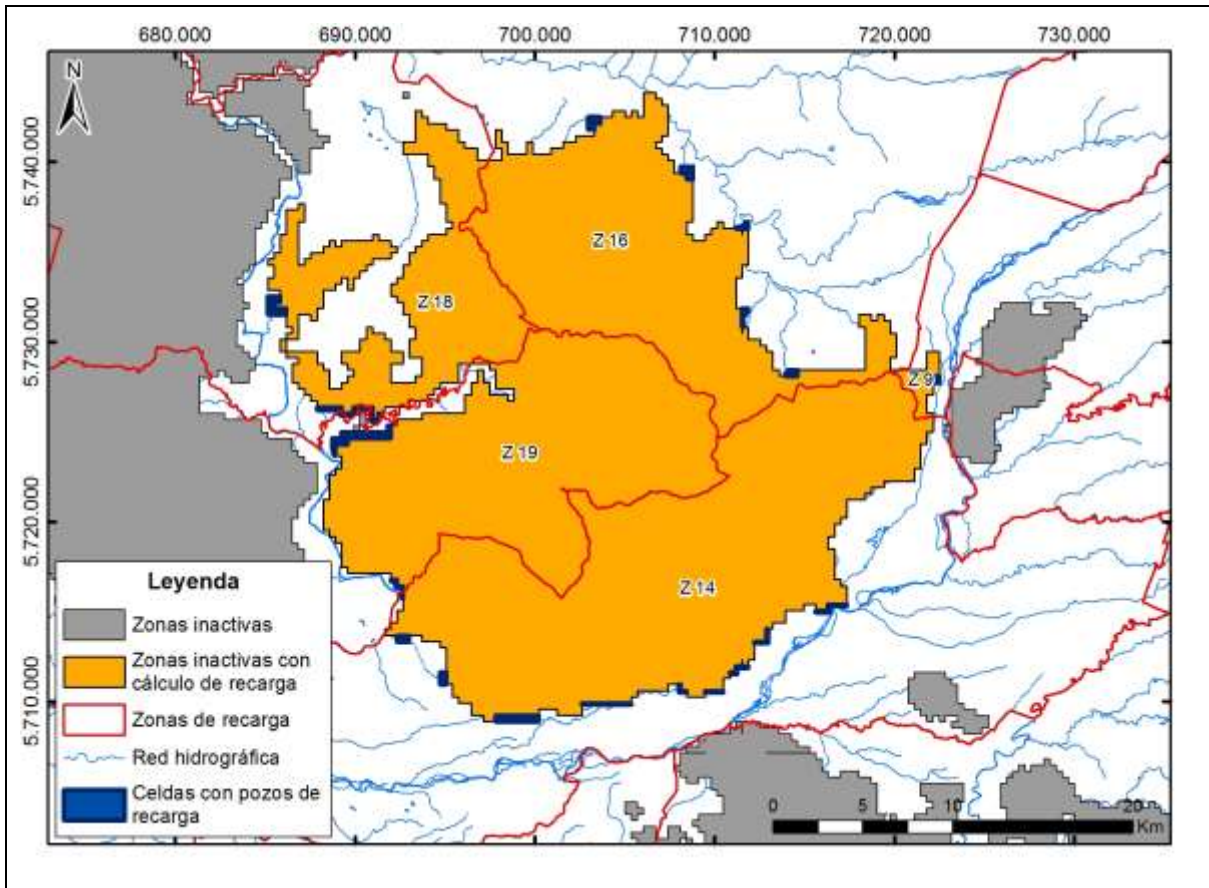 680.000
690.000
700.000
710.000
720.000
730.000
N
5.740.000
5.730.000
5.720.000
5.710.000
Z 16
Z 18
Z 9
Z 19
Z 14
Leyenda
Zonas inactivas
Zonas inactivas con
cálculo de recarga
Zonas de recarga
Red hidrográfica
Celdas con pozos de
recarga
0
5
10
20
Km